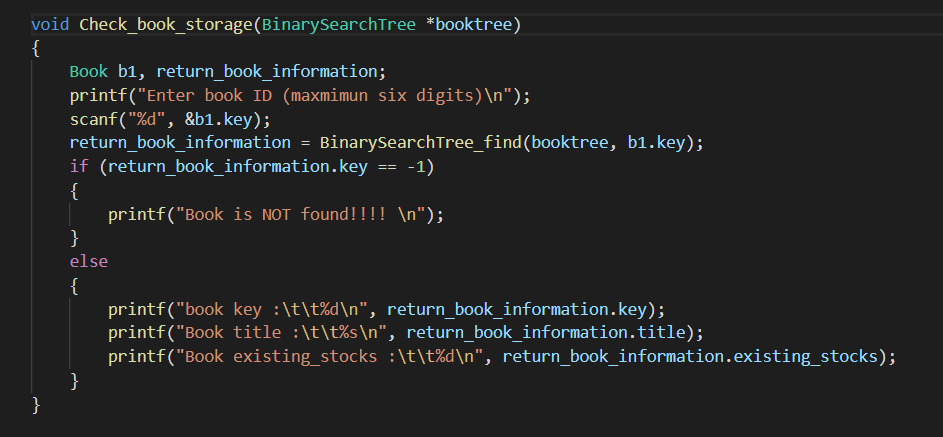 void Check_book_storage(BinarySearchTree *booktree)
{
    Book b1, return_book_information;
    printf("Enter book ID (maxmimun six digits)\n");
    scanf("%d", &b1.key);
    return_book_information = BinarySearchTree_find(booktree, b1.key);
    if (return_book_information.key == -1)
    {
        printf("Book is NOT found!!!! \n");
    }
    else
    {
        printf("book key :\t\t%d\n", return_book_information.key);
        printf("Book title :\t\t%s\n", return_book_information.title);
        printf("Book existing_stocks :\t\t%d\n", return_book_information.existing_stocks);
    }
}